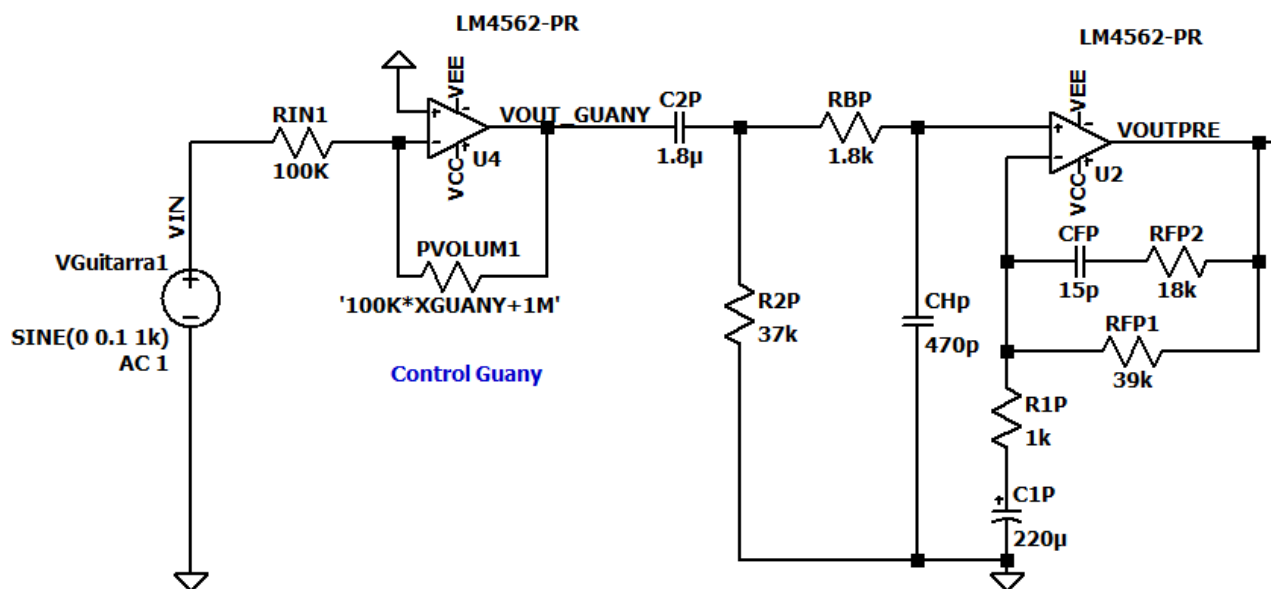 LM4562-PR
LM4562-PR
VEE
VEE
RIN1
100K
+
-
-
+
VCC
U4
VOUT_GUANY
C2P
1.8µ
RBP
1.8k
+
-
-
+
VCC
U2
VOUTPRE
VIN
VGuitarra1
+
-
SINE(0 0.1 1k)
AC 1
PVOLUM1
'100K*XGUANY+1M'
Control Guany
R2P
37k
CHp
470p
CFP
15p
RFP2
18k
RFP1
39k
R1P
1k
+
C1P
220µ